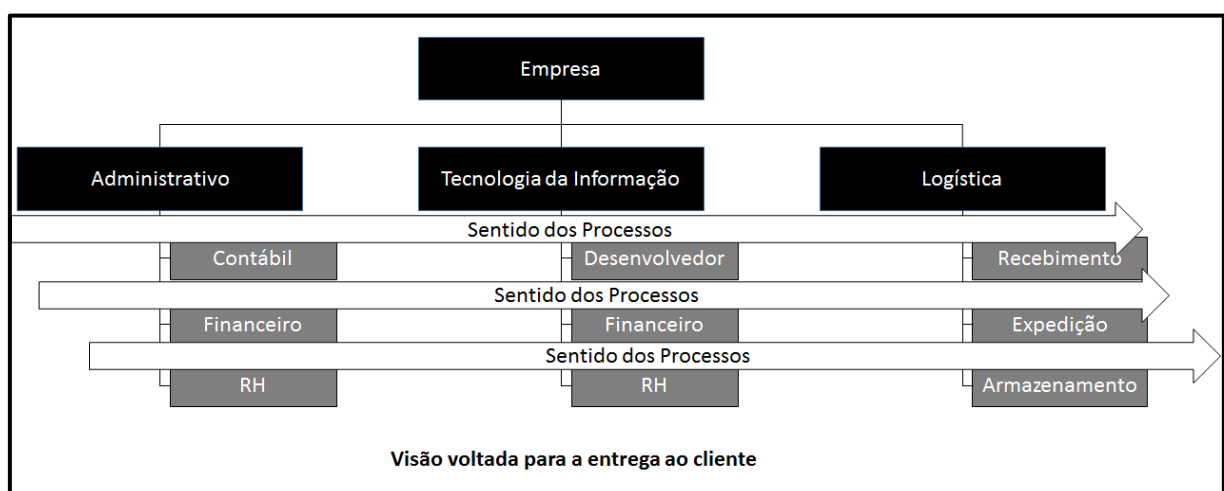 Empresa
Administrativo
Tecnologia da Informação
Logística
Sentido dos Processos
Contábil
Desenvolvedor
Recebimento
Sentido dos Processos
Financeiro
Financeiro
Expedição
Sentido dos Processos
RH
RH
Armazenamento
Visão voltada para a entrega ao cliente